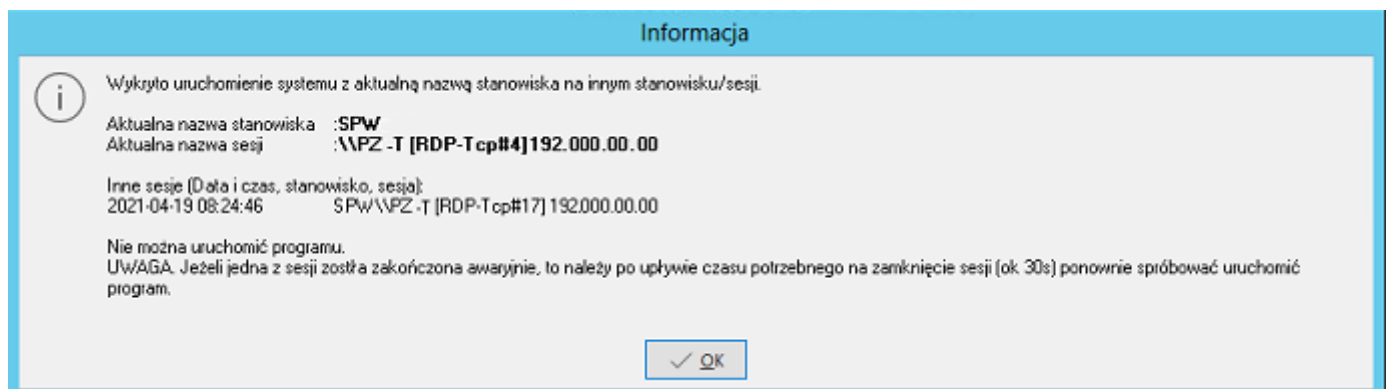 Informacja
Wykryto uruchomienie systemu z aktualną nazwą stanowiska na innym stanowisku/sesji.
Aktualna nazwa stanowiska :SPW
Aktualna nazwa sesji :\\PZ -T [RDP-Tcp#4]192.000.00.00
Inne sesje (Data i czas, stanowisko, sesja):
2021-04-19 08:24:46 SPW\\PZ -T [RDP-Tcp#17] 192.000.00.00
Nie można uruchomić programu.
UWAGA. Jeżeli jedna z sesji zostłra zakończona awaryjnie, to należy po upływie czasu potrzebnego na zamknięcie sesji (ok 30s) ponownie spróbować uruchomić
program.
OK